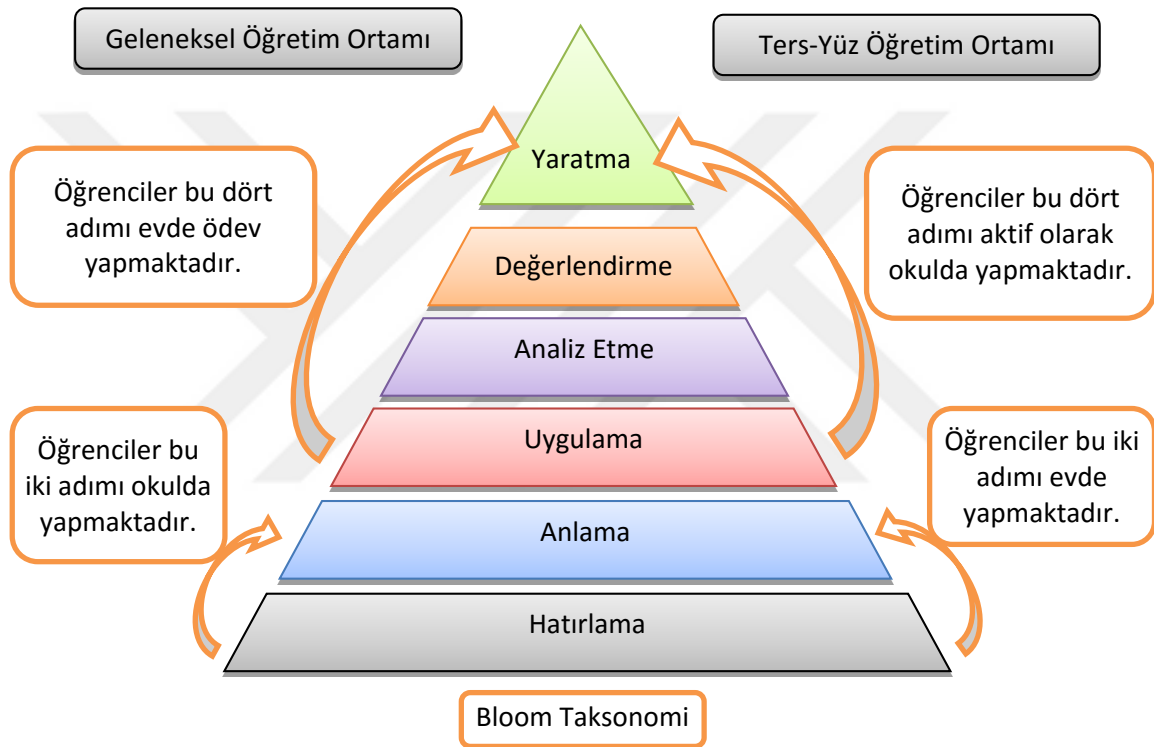 Geleneksel Öğretim Ortamı
Ters-Yüz Öğretim Ortamı
Öğrenciler bu dört
adımı evde ödev
yapmaktadır.
Yaratma
Öğrenciler bu dört
adımı aktif olarak
okulda yapmaktadır.
Değerlendirme
Analiz Etme
Uygulama
Öğrenciler bu
iki adımı okulda
yapmaktadır.
Öğrenciler bu iki
adımı evde
yapmaktadır.
Anlama
Hatırlama
Bloom Taksonomi